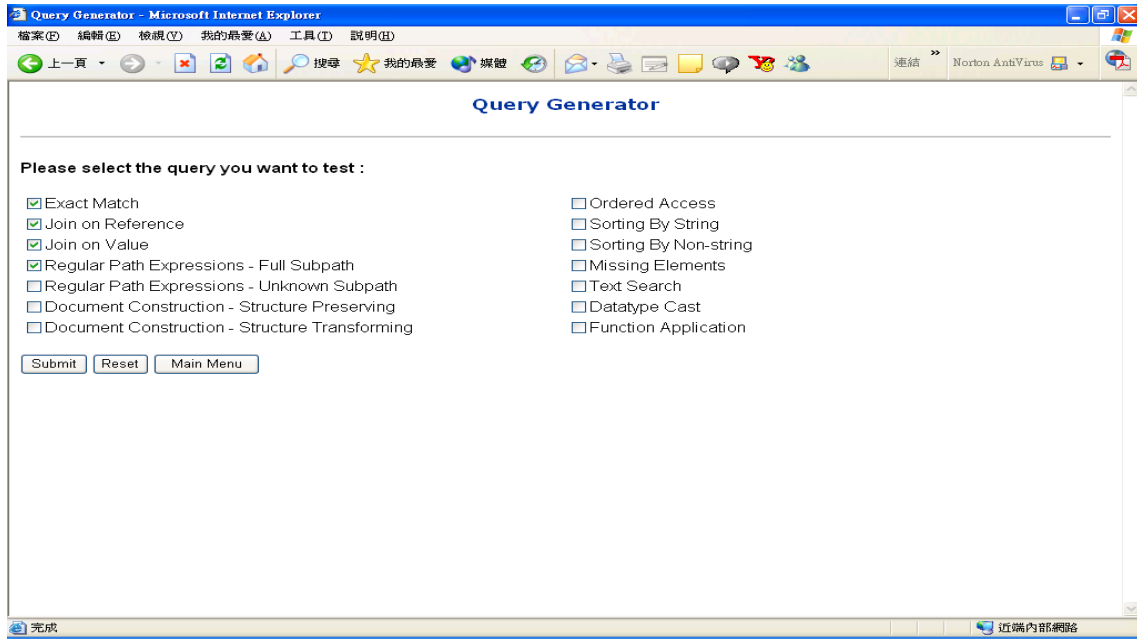 Query Generator - Microsoft Internet Explorer
檔案(F) 編輯(E) 檢視(V) 我的最愛(A) 工具(T) 說明(H)
上一頁 搜尋 我的最愛 媒體 連結 » Norton AntiVirus
Query Generator
Please select the query you want to test :
Exact Match
Join on Reference
Join on Value
Regular Path Expressions - Full Subpath
Regular Path Expressions - Unknown Subpath
Document Construction - Structure Preserving
Document Construction - Structure Transforming
Ordered Access
Sorting By String
Sorting By Non-string
Missing Elements
Text Search
Datatype Cast
Function Application
Submit Reset Main Menu
完成 近端內部網路